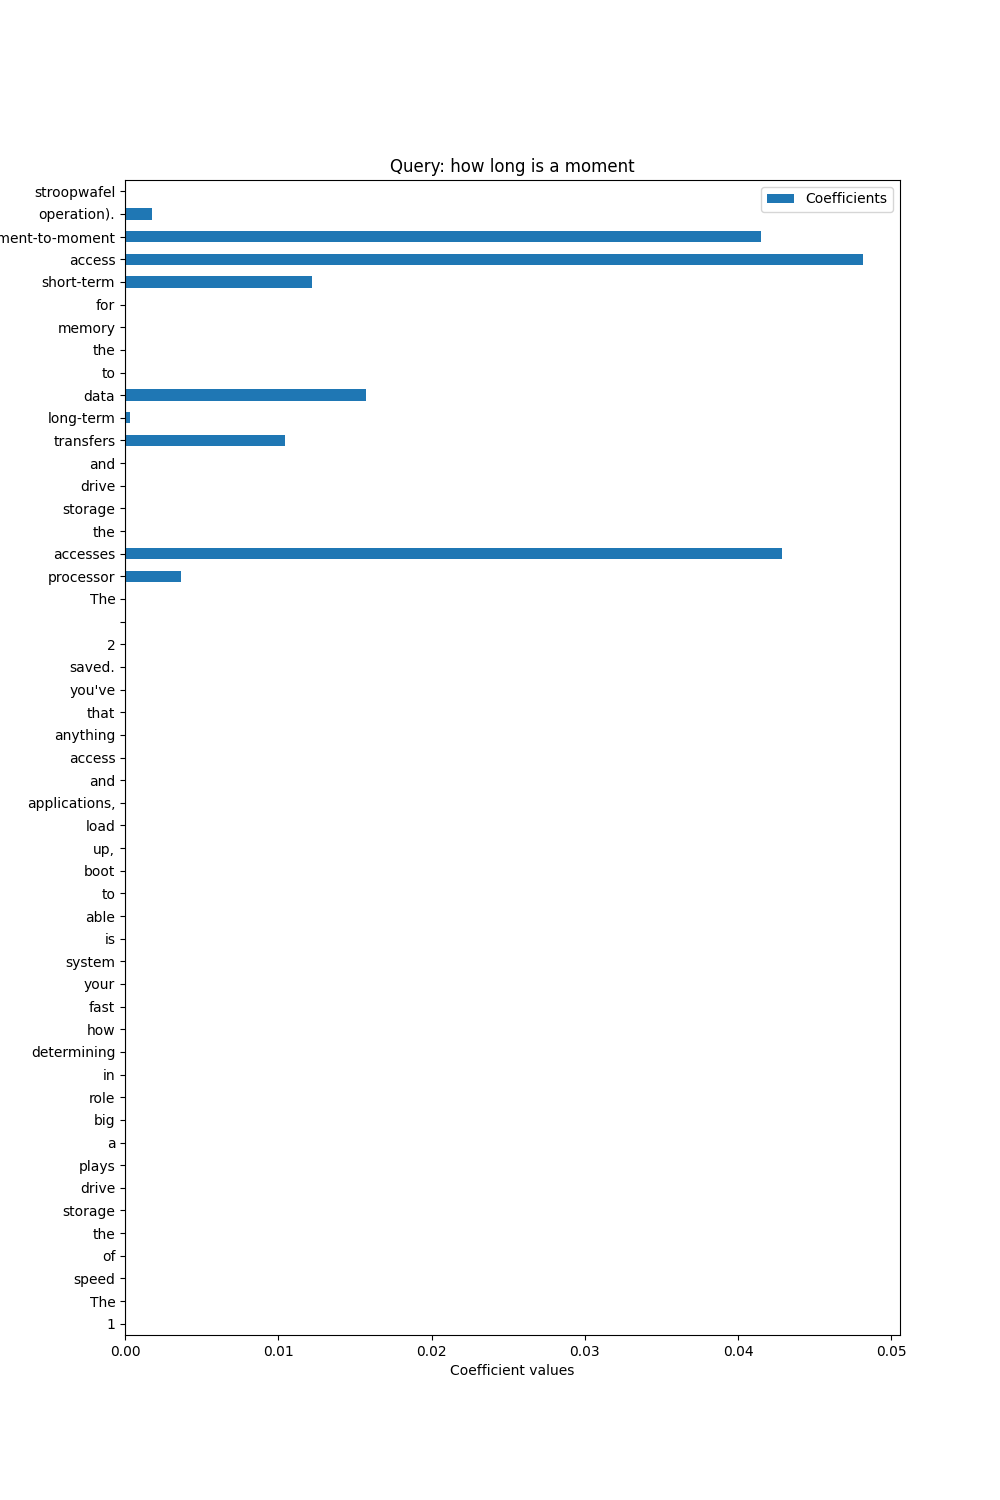 Query: how long is a moment
Coefficients
stroopwafel
operation).
ment-to-moment
access
short-term
for
memory
the
to
data
long-term
transfers
and
drive
storage
the
accesses
processor
The
2
saved.
you've
that
anything
access
and
applications,
load
up,
boot
to
able
is
system
your
fast
how
determining
in
role
big
a
plays
drive
storage
the
of
speed
The
1
0.00 0.01 0.02 0.03 0.04 0.05
Coefficient values